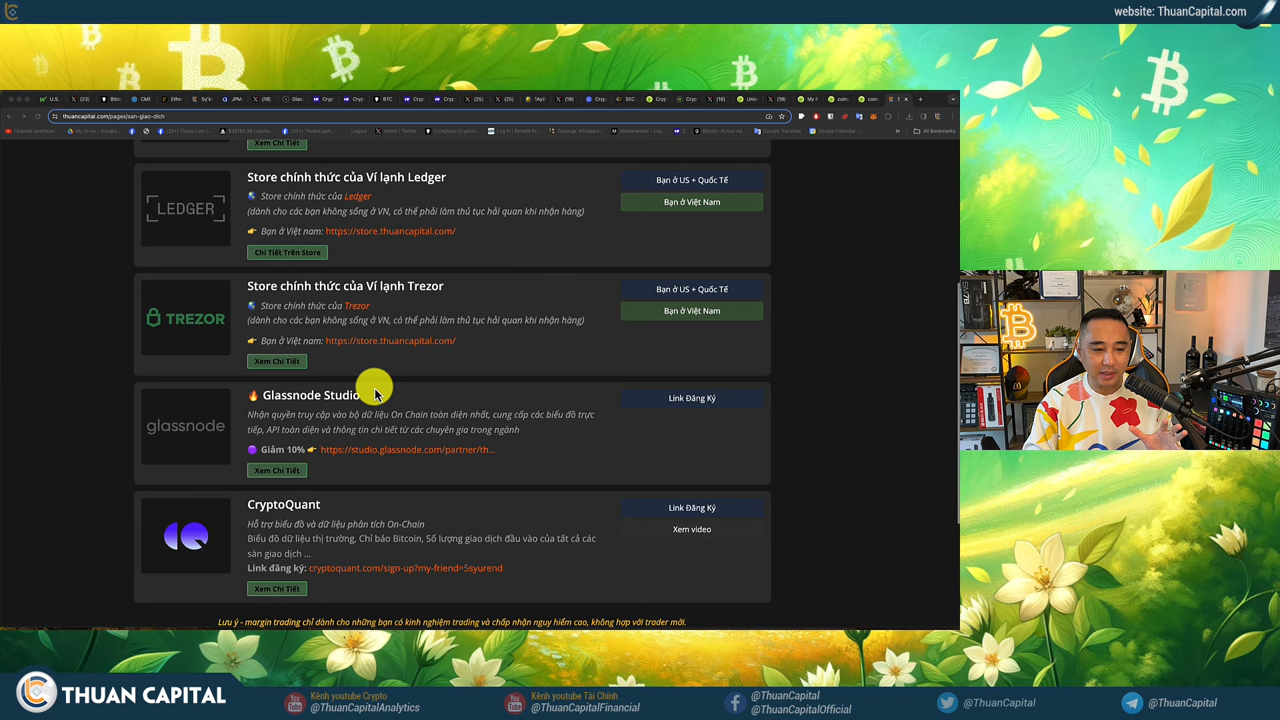 website: ThuanCapital.com
thuancapital.com/pages/san-giao-dich
All Bookmarks
Xem Chi Tiết
LEDGER
Store chính thức của Ví lạnh Ledger
Store chính thức của Ledger
(dành cho các bạn không sống ở VN, có thể phải làm thủ tục hải quan khi nhận hàng)
👉 Bạn ở Việt nam: https://store.thuancapital.com/
Chi Tiết Trên Store
Bạn ở US + Quốc Tế
Bạn ở Việt Nam
TREZOR
Store chính thức của Ví lạnh Trezor
Store chính thức của Trezor
(dành cho các bạn không sống ở VN, có thể phải làm thủ tục hải quan khi nhận hàng)
👉 Bạn ở Việt nam: https://store.thuancapital.com/
Xem Chi Tiết
Bạn ở US + Quốc Tế
Bạn ở Việt Nam
glassnode
🔥 Glassnode Studio
Nhận quyền truy cập vào bộ dữ liệu On Chain toàn diện nhất, cung cấp các biểu đồ trực
tiếp, API toàn diện và thông tin chi tiết từ các chuyên gia trong ngành
🟣 Giảm 10% 👉 https://studio.glassnode.com/partner/th...
Xem Chi Tiết
Link Đăng Ký
CryptoQuant
Hỗ trợ biểu đồ và dữ liệu phân tích On-Chain
Biểu đồ dữ liệu thị trường, Chỉ báo Bitcoin, Số lượng giao dịch đầu vào của tất cả các
sàn giao dịch ...
Link đăng ký: cryptoquant.com/sign-up?my-friend=5syurend
Xem Chi Tiết
Link Đăng Ký
Xem video
Lưu ý - margin trading chỉ dành cho những bạn có kinh nghiệm trading và chấp nhận nguy hiểm cao, không hợp với trader mới.
THUAN CAPITAL
Kênh youtube Crypto
@ThuanCapitalAnalytics
Kênh youtube Tài Chính
@ThuanCapitalFinancial
@ThuanCapital
@ThuanCapitalOfficial
@ThuanCapital
@ThuanCapital